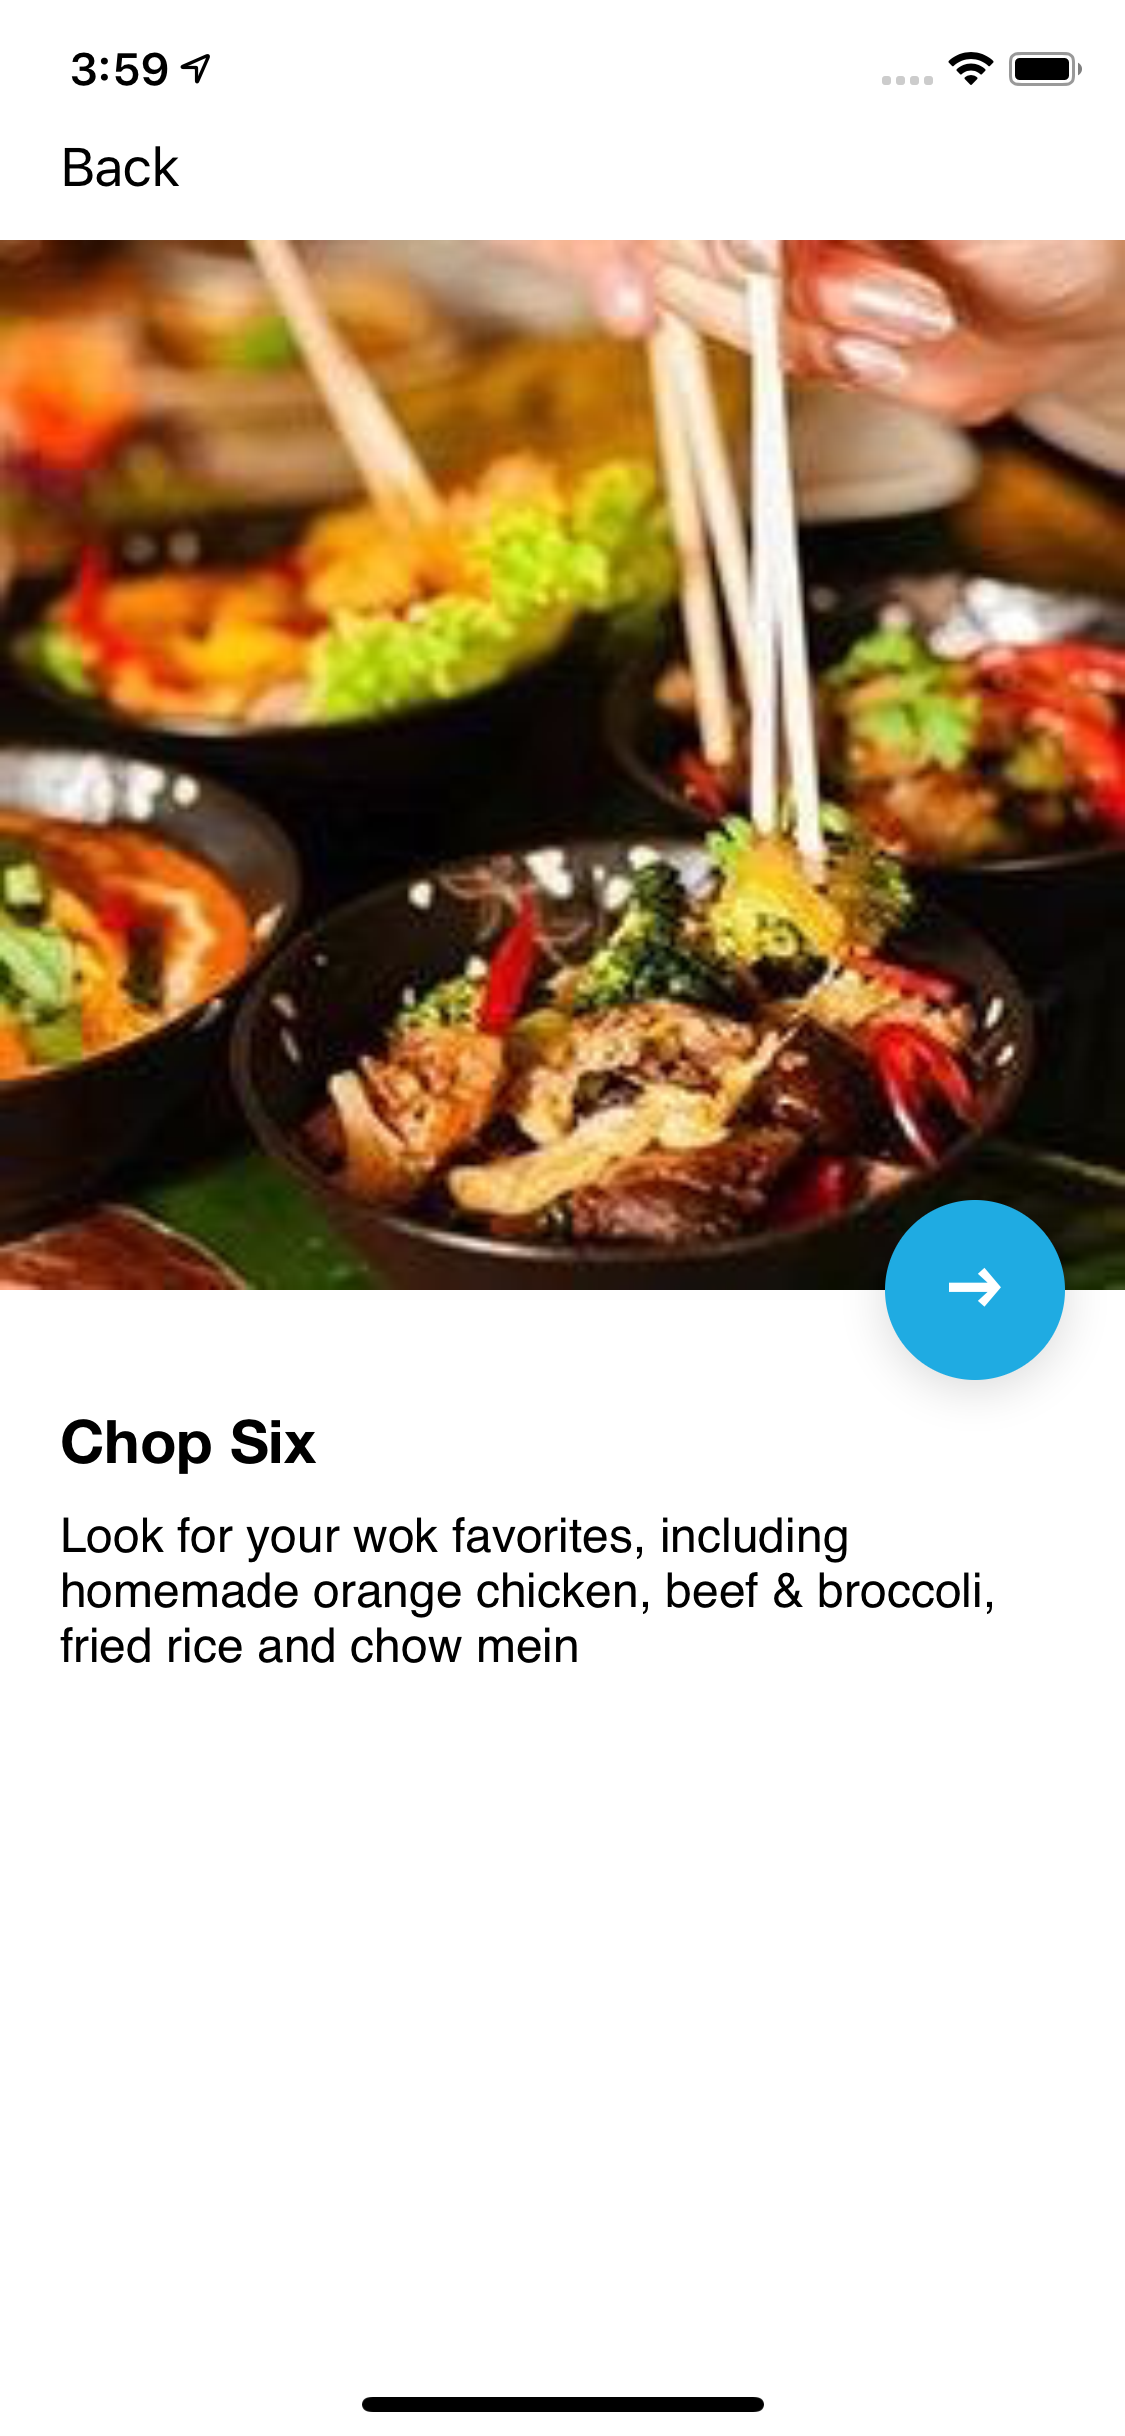 3:59
Back
Chop Six
Look for your wok favorites, including
homemade orange chicken, beef & broccoli,
fried rice and chow mein